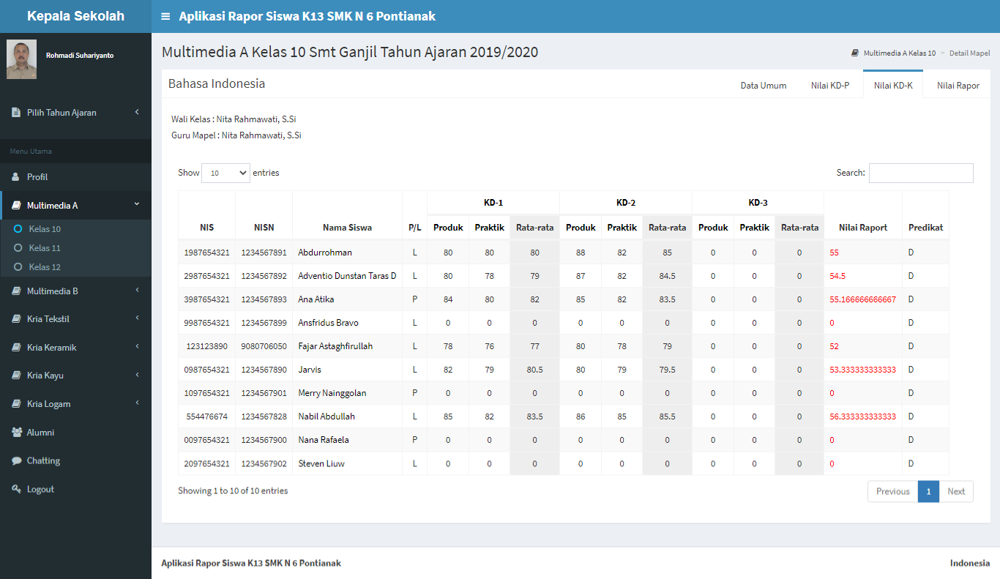 Kepala Sekolah
Aplikasi Rapor Siswa K13 SMK N 6 Pontianak
Rohmadi Suhariyanto
Pilih Tahun Ajaran
Menu Utama
Profil
Multimedia A
Kelas 10
Kelas 11
Kelas 12
Multimedia B
Kria Tekstil
Kria Keramik
Kria Kayu
Kria Logam
Alumni
Chatting
Logout
Multimedia A Kelas 10 Smt Ganjil Tahun Ajaran 2019/2020
Multimedia A Kelas 10 > Detail Mapel
Bahasa Indonesia
Data Umum Nilai KD-P Nilai KD-K Nilai Rapor
Wali Kelas : Nita Rahmawati, S.Si
Guru Mapel : Nita Rahmawati, S.Si
Show 10 entries Search:
KD-1 KD-2 KD-3
NIS NISN Nama Siswa P/L Produk Praktik Rata-rata Produk Praktik Rata-rata Produk Praktik Rata-rata Nilai Raport Predikat
1987654321 1234567891 Abdurrohman L 80 80 80 88 82 85 0 0 0 55 D
2987654321 1234567892 Adventio Dunstan Taras D L 80 78 79 87 82 84.5 0 0 0 54.5 D
3987654321 1234567893 Ana Atika P 84 80 82 85 82 83.5 0 0 0 55.166666666667 D
9987654321 1234567899 Ansfridus Bravo L 0 0 0 0 0 0 0 0 0 0 D
123123890 9080706050 Fajar Astaghfirullah L 78 76 77 80 78 79 0 0 0 52 D
0987654321 1234567890 Jarvis L 82 79 80.5 80 79 79.5 0 0 0 53.333333333333 D
1097654321 1234567901 Merry Nainggolan P 0 0 0 0 0 0 0 0 0 0 D
554476674 1234567828 Nabil Abdullah L 85 82 83.5 86 85 85.5 0 0 0 56.333333333333 D
0097654321 1234567900 Nana Rafaela P 0 0 0 0 0 0 0 0 0 0 D
2097654321 1234567902 Steven Liuw L 0 0 0 0 0 0 0 0 0 0 D
Showing 1 to 10 of 10 entries Previous 1 Next
Aplikasi Rapor Siswa K13 SMK N 6 Pontianak Indonesia